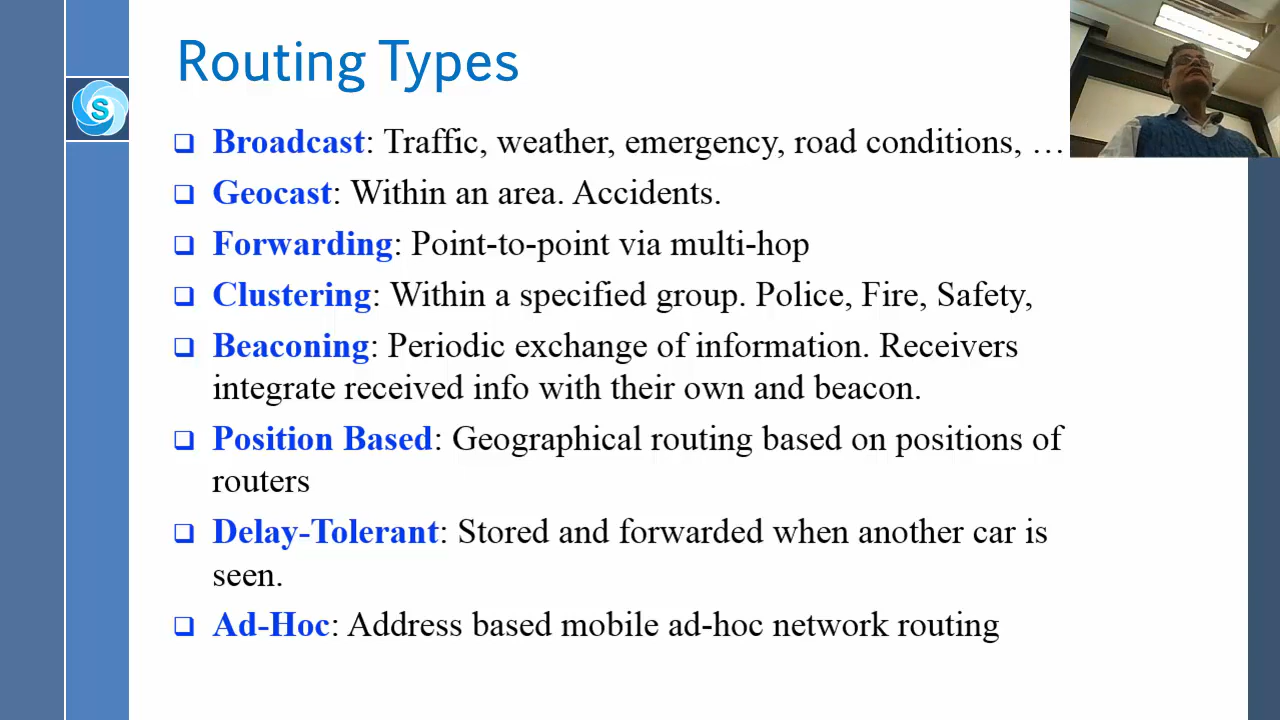 Routing Types
S
Broadcast: Traffic, weather, emergency, road conditions, …
Geocast: Within an area. Accidents.
Forwarding: Point-to-point via multi-hop
Clustering: Within a specified group. Police, Fire, Safety,
Beaconing: Periodic exchange of information. Receivers
integrate received info with their own and beacon.
Position Based: Geographical routing based on positions of
routers
Delay-Tolerant: Stored and forwarded when another car is
seen.
Ad-Hoc: Address based mobile ad-hoc network routing